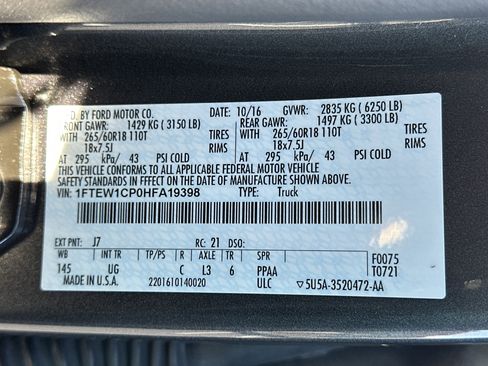 D. BY FORD MOTOR CO. 10/16 GVWR: 2835 KG ( 6250 LB)
FRONT GAWR: 1429 KG ( 3150 LB) REAR GAWR: 1497 KG ( 3300 LB)
WITH 265/60R18 110T TIRES WITH 265/60R18 110T TIRES
18x7.5J RIMS 18x7.5J RIMS
AT 295 kPa/ 43 PSI COLD AT 295 kPa/ 43 PSI COLD
THIS VEHICLE CONFORMS TO ALL APPLICABLE FEDERAL MOTOR VEHICLE
SAFETY STANDARDS IN EFFECT ON THE DATE OF MANUFACTURE SHOWN ABOVE.
VIN: 1FTEW1CP0HFA19398 TYPE: Truck
EXT PNT: J7 RC: 21 DSO: F0075
WB INT TR TP/PS R AXLE TR SPR T0721
145 UG C L3 6 PPAA
MADE IN U.S.A. 2201610140020 ULC ▽5U5A-3520472-AA